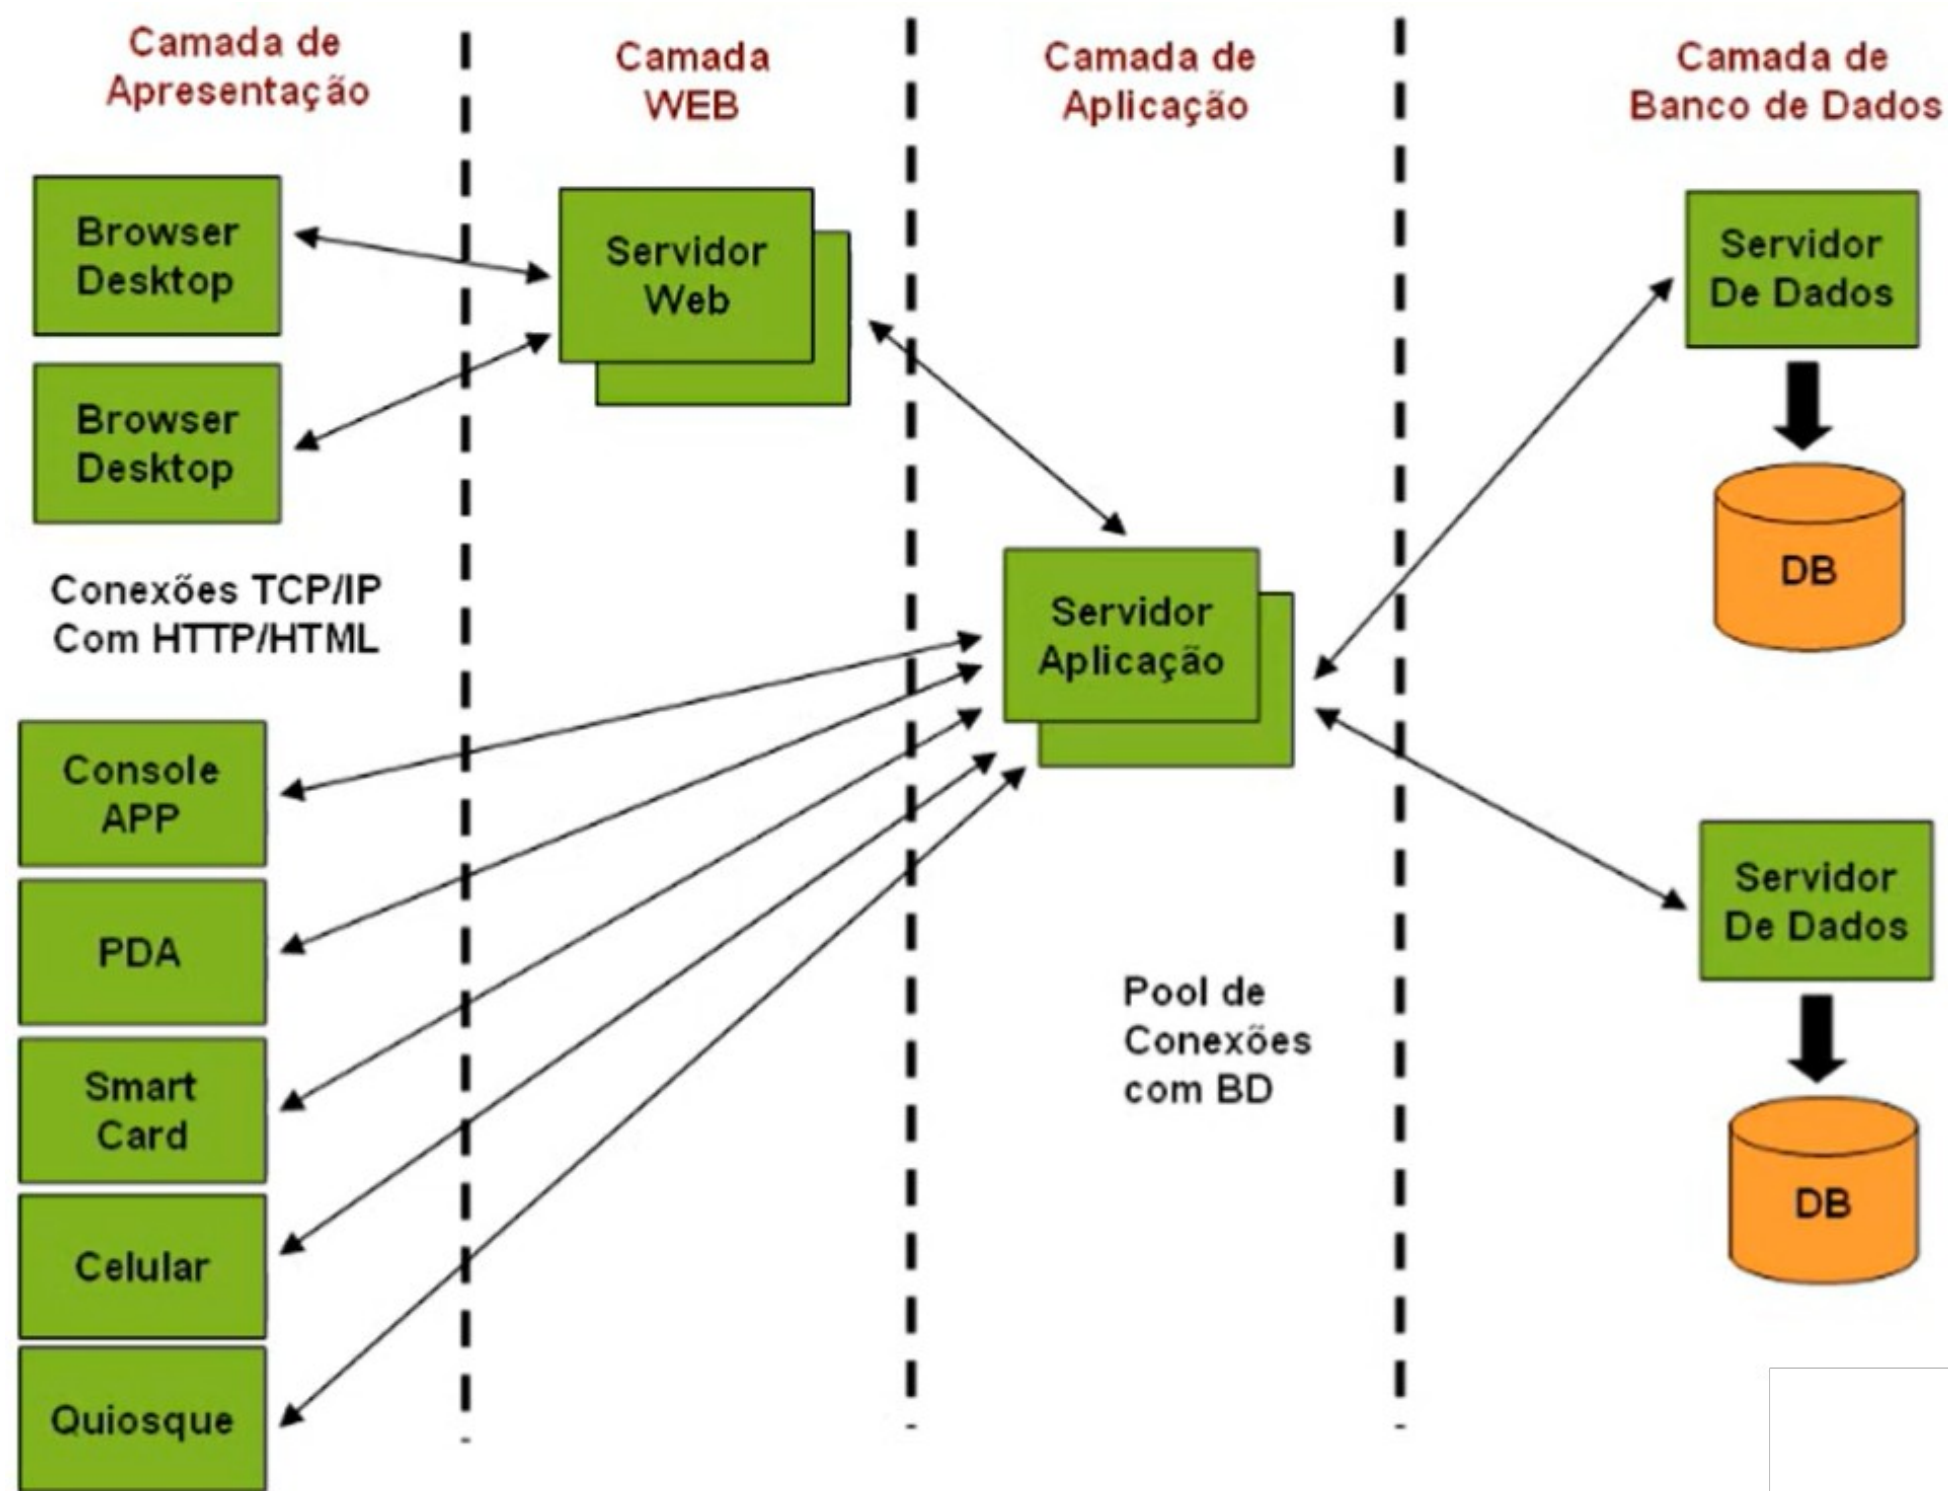 Camada de
Apresentação
Camada
WEB
Camada de
Aplicação
Camada de
Banco de Dados
Browser
Desktop
Browser
Desktop
Conexões TCP/IP
Com HTTP/HTML
Console
APP
PDA
Smart
Card
Celular
Quiosque
Servidor
Web
Servidor
Aplicação
Pool de
Conexões
com BD
Servidor
De Dados
DB
Servidor
De Dados
DB